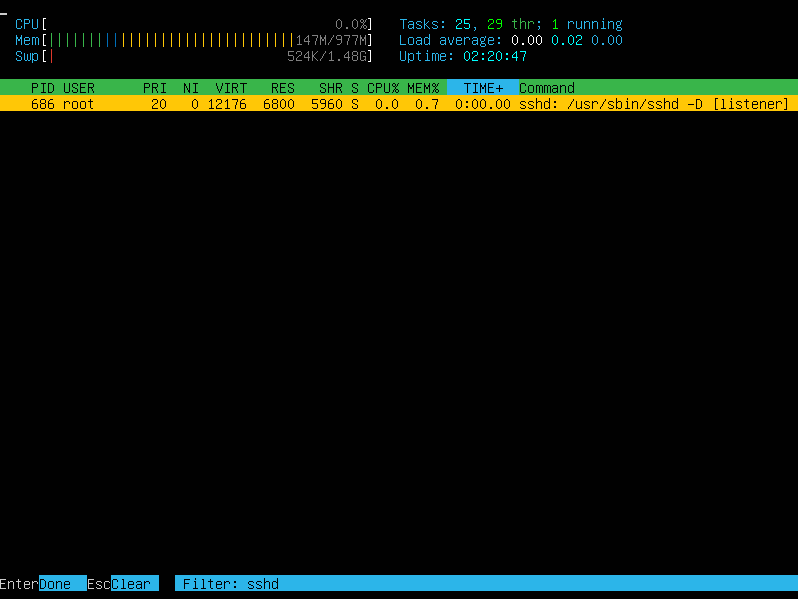 CPU[ 0.0%] Tasks: 25, 29 thr; 1 running
Mem[||||||||||||||||||||||||||||||||147M/977M] Load average: 0.00 0.02 0.00
Swp[| 524K/1.48G] Uptime: 02:20:47
PID USER PRI NI VIRT RES SHR S CPU% MEM% TIME+ Command
686 root 20 0 12176 6800 5960 S 0.0 0.7 0:00.00 sshd: /usr/sbin/sshd -D [listener]
EnterDone EscClear Filter: sshd